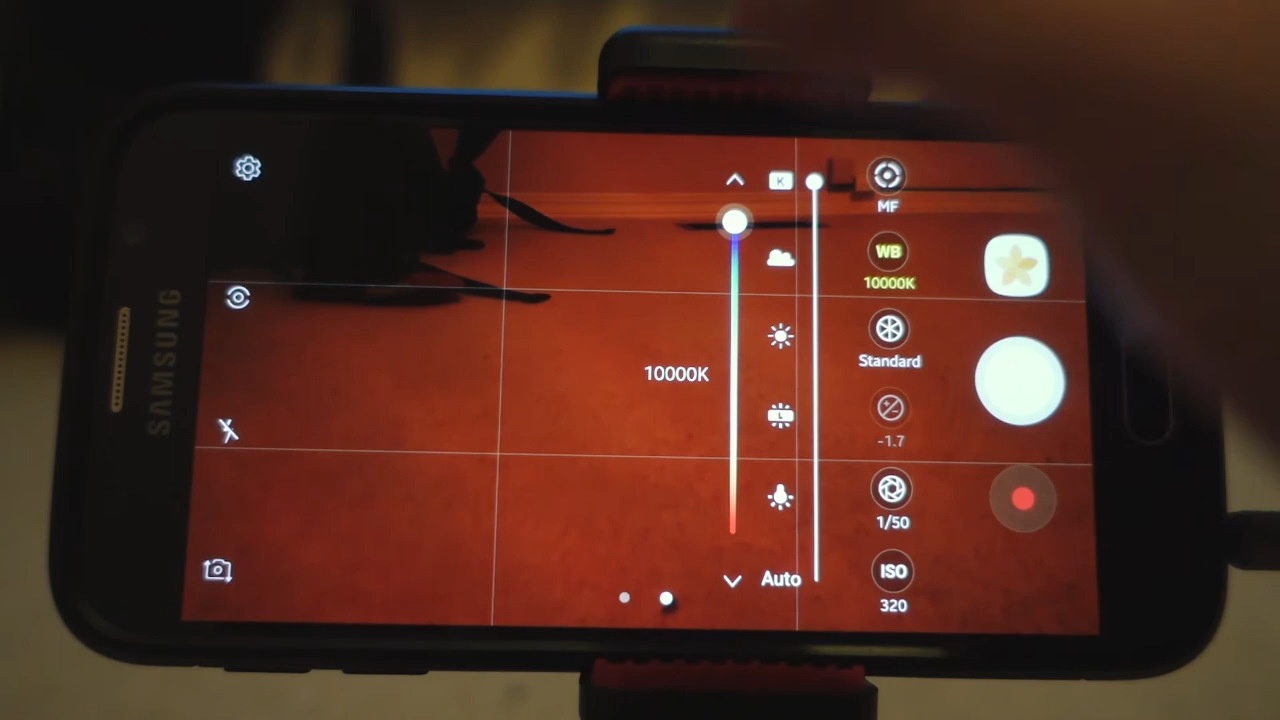 SAMSUNG
K
MF
WB
10000K
Standard
10000K
-1.7
L
1/50
Auto
ISO
320